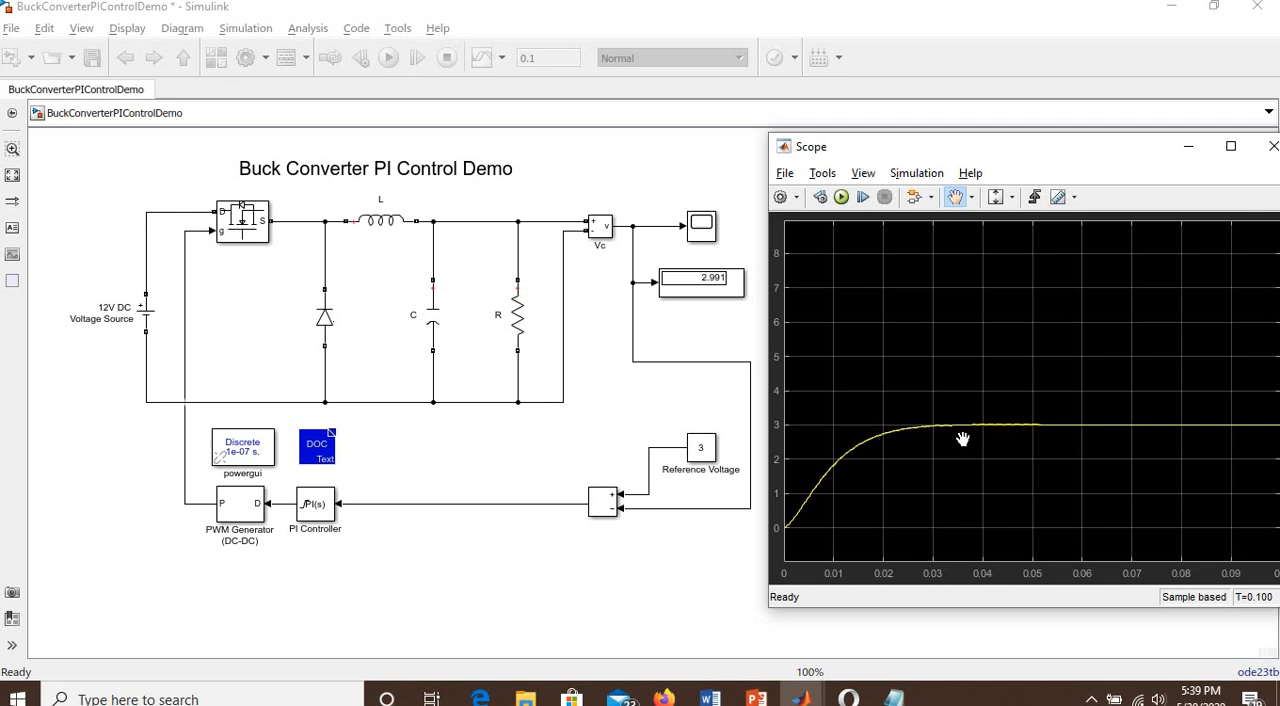 BuckConverterPIControlDemo * - Simulink
File Edit View Display Diagram Simulation Analysis Code Tools Help
0.1 Normal
BuckConverterPIControlDemo
BuckConverterPIControlDemo
Buck Converter PI Control Demo
L
D
S
g
+
-
v
Vc
2.991
12V DC
Voltage Source
+
C
R
Discrete
1e-07 s.
powergui
DOC
Text
3
Reference Voltage
P D
PWM Generator
(DC-DC)
PI(s)
PI Controller
+
-
Scope
File Tools View Simulation Help
8
7
6
5
4
3
2
1
0
0 0.01 0.02 0.03 0.04 0.05 0.06 0.07 0.08 0.09
Ready Sample based T=0.100
Ready 100% ode23tb
Type here to search
5:39 PM